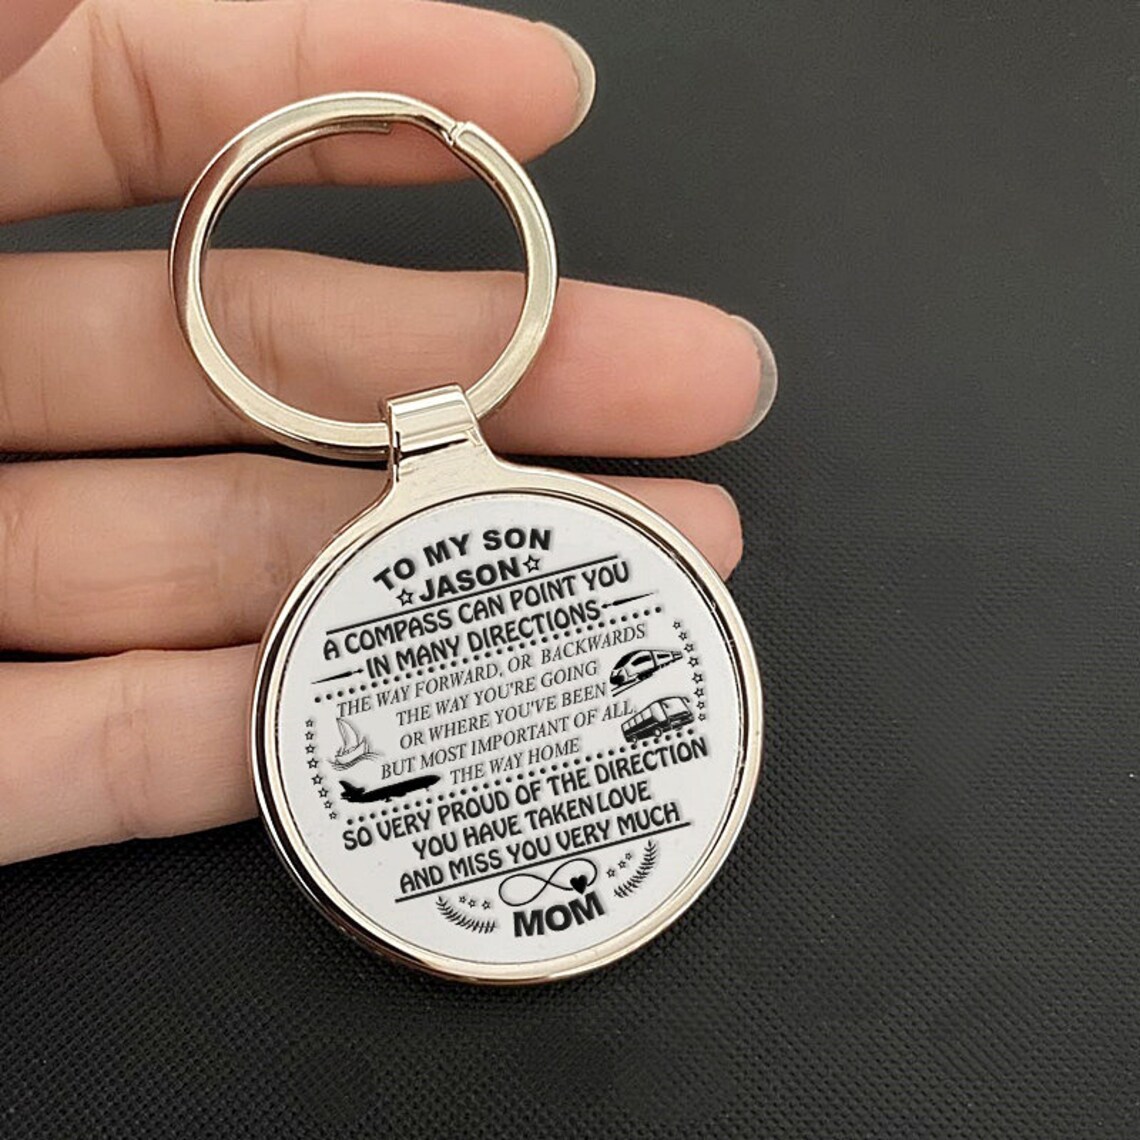 TO MY SON
JASON
A COMPASS CAN POINT YOU
IN MANY DIRECTIONS
THE WAY FORWARD, OR BACKWARDS
THE WAY YOU'RE GOING
OR WHERE YOU'VE BEEN
BUT MOST IMPORTANT OF ALL,
THE WAY HOME
SO VERY PROUD OF THE DIRECTION
YOU HAVE TAKEN LOVE
AND MISS YOU VERY MUCH
MOM